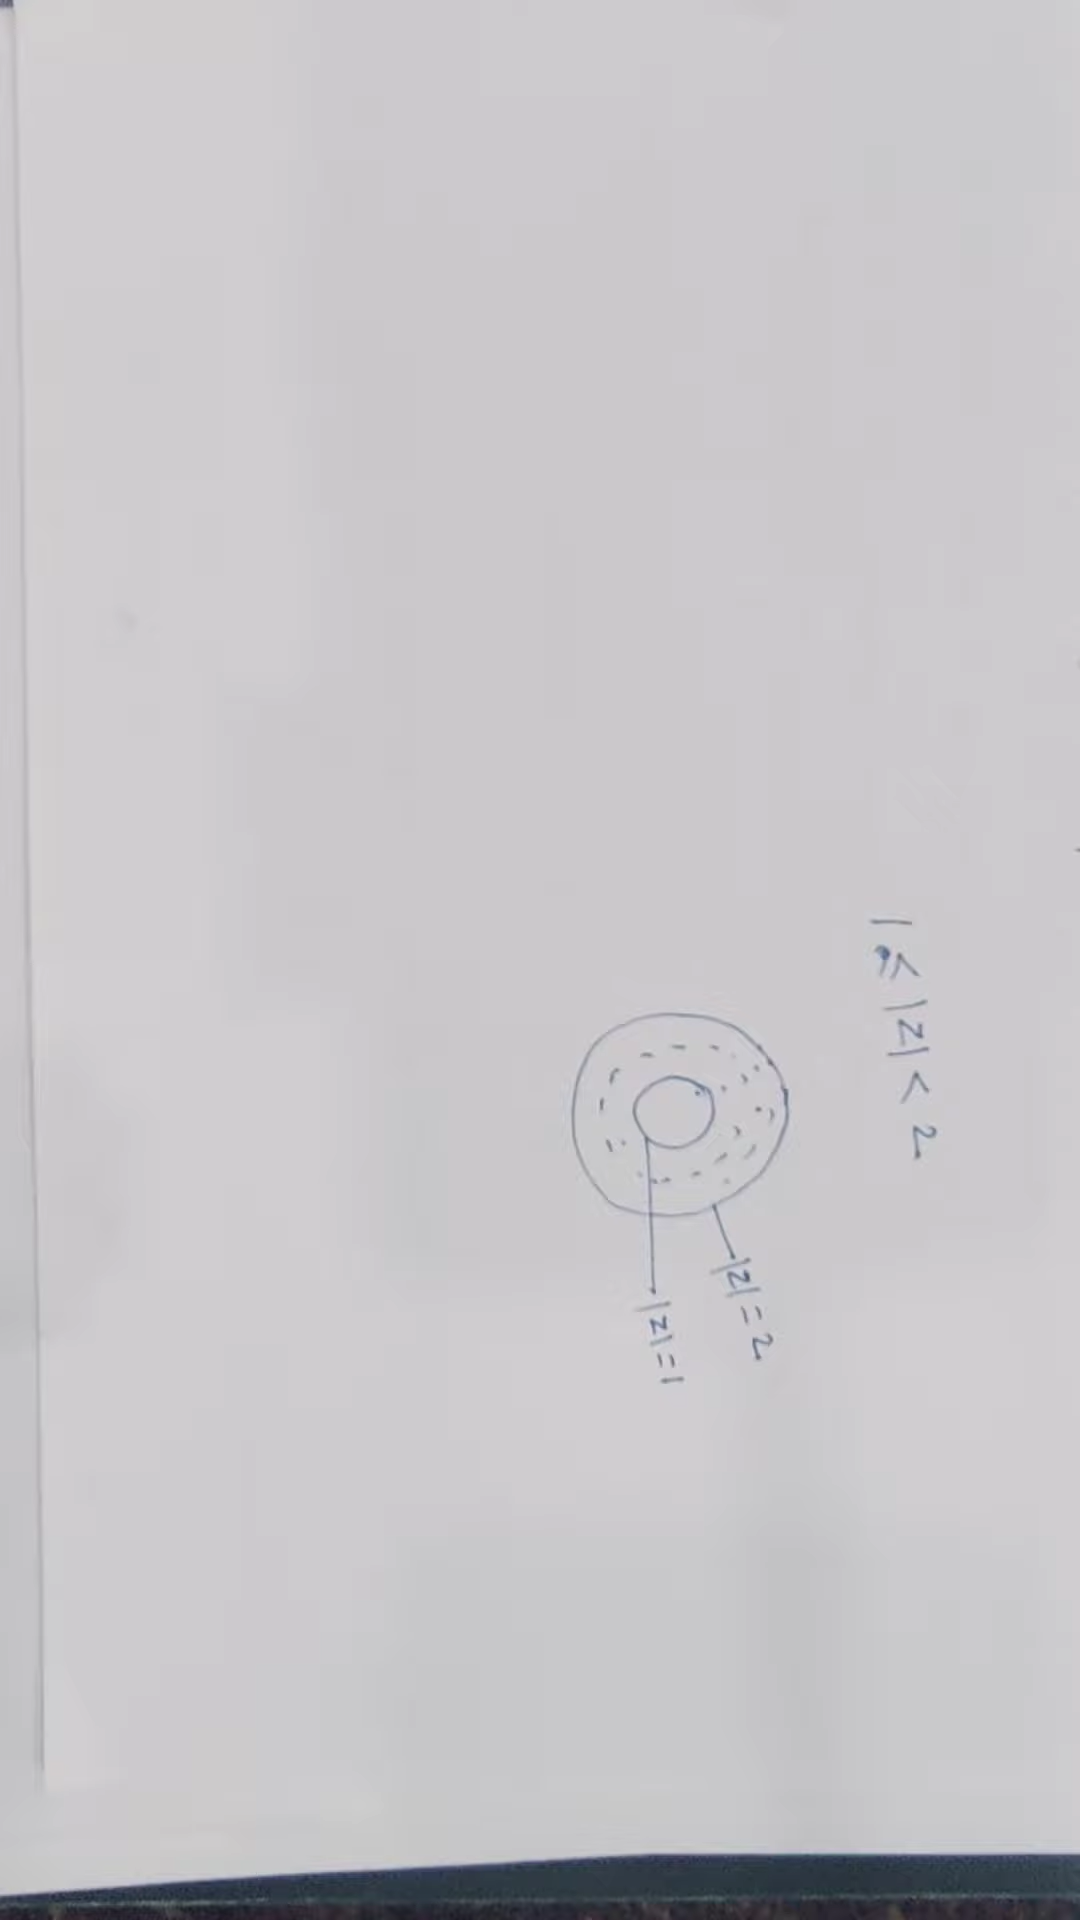 1 ≤ |z| < 2
|z| = 2
|z| = 1